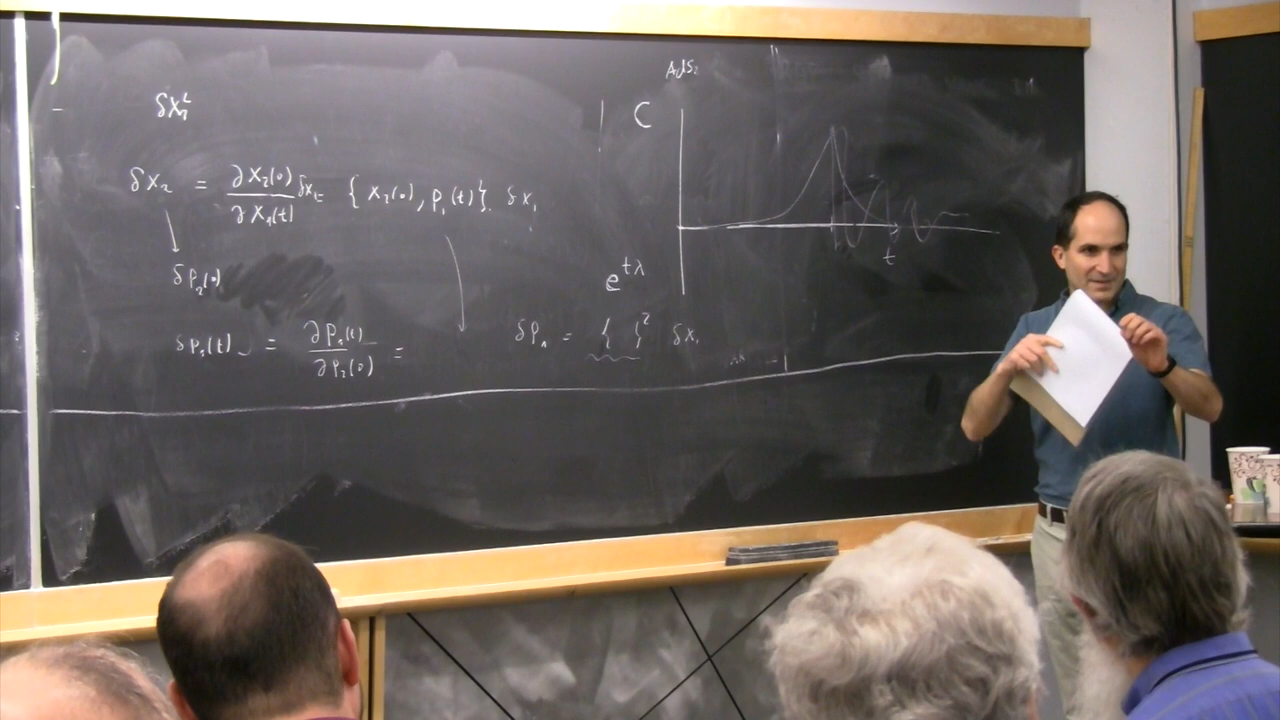 δX₁ᴸ
δX₂ = ∂X₂(0)/∂X₁(t) δX₁ = { X₂(0), P₁(t) } δX₁
δP₂(0)
δP₁(t) = ∂P₁(t)/∂P₂(0) =
AdS₂
C
t
e^{tλ}
δP₁ = { }² δX₁